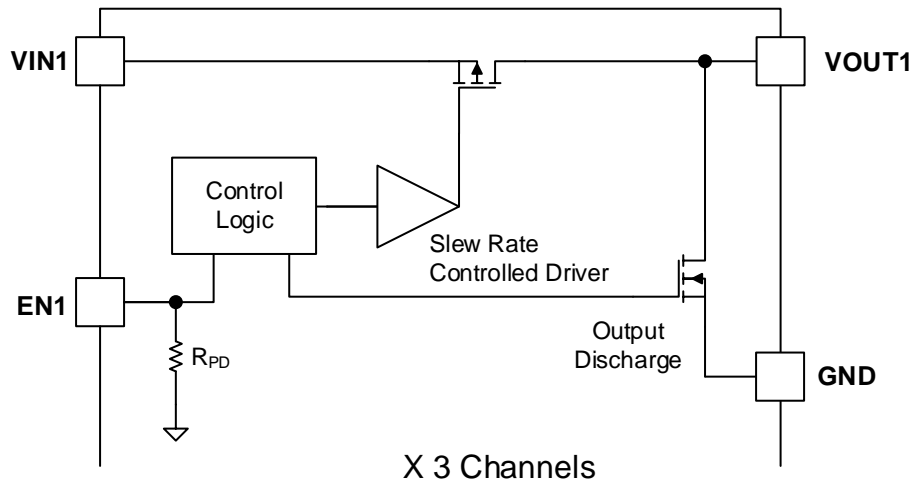 VIN1
VOUT1
Control
Logic
Slew Rate
Controlled Driver
EN1
RPD
Output
Discharge
GND
X 3 Channels